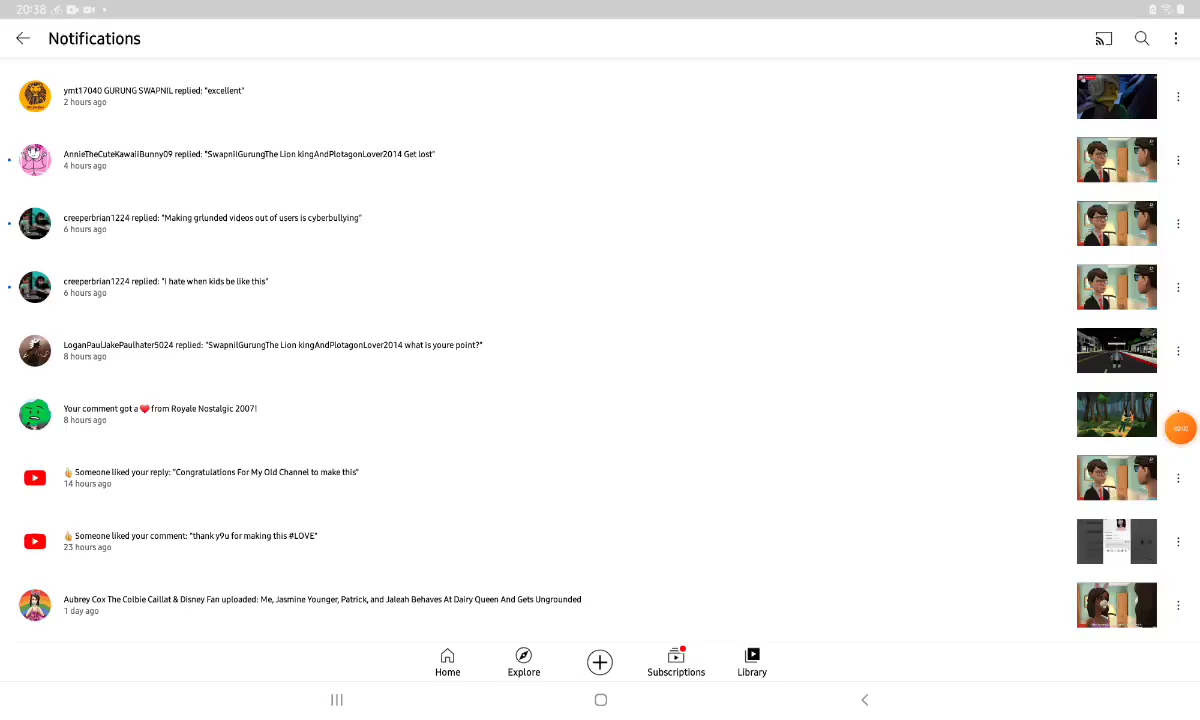 20:38
Notifications
ymt17040 GURUNG SWAPNIL replied: "excellent"
2 hours ago
AnnieTheCuteKawaiiBunny09 replied: "SwapnilGurungThe Lion kingAndPlotagonLover2014 Get lost"
4 hours ago
creeperbrian1224 replied: "Making grlunded videos out of users is cyberbullying"
6 hours ago
creeperbrian1224 replied: "I hate when kids be like this"
6 hours ago
LoganPaulJakePaulhater5024 replied: "SwapnilGurungThe Lion kingAndPlotagonLover2014 what is youre point?"
8 hours ago
Your comment got a ❤ from Royale Nostalgic 2007!
8 hours ago
00:00
👍 Someone liked your reply: "Congratulations For My Old Channel to make this"
14 hours ago
👍 Someone liked your comment: "thank y9u for making this #LOVE"
23 hours ago
Aubrey Cox The Colbie Caillat & Disney Fan uploaded: Me, Jasmine Younger, Patrick, and Jaleah Behaves At Dairy Queen And Gets Ungrounded
1 day ago
Home
Explore
Subscriptions
Library